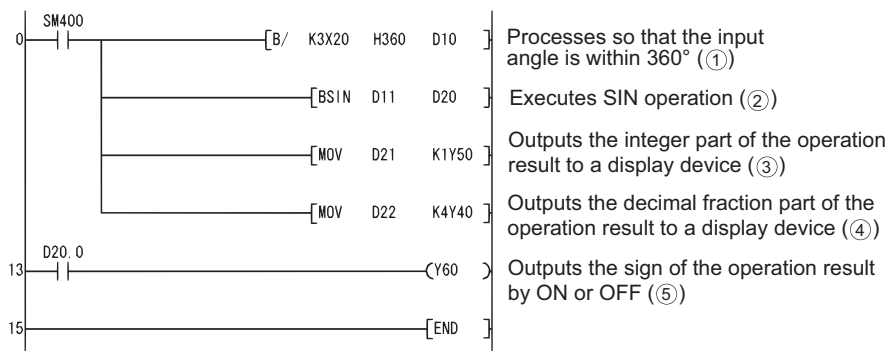 SM400
0 [B/ K3X20 H360 D10 ] Processes so that the input
angle is within 360° (①)
[BSIN D11 D20 ] Executes SIN operation (②)
Outputs the integer part of the operation
[MOV D21 K1Y50 ] result to a display device (③)
Outputs the decimal fraction part of the
[MOV D22 K4Y40 ] operation result to a display device (④)
D20.0
13 (Y60 ) Outputs the sign of the operation result
by ON or OFF (⑤)
15 [END ]